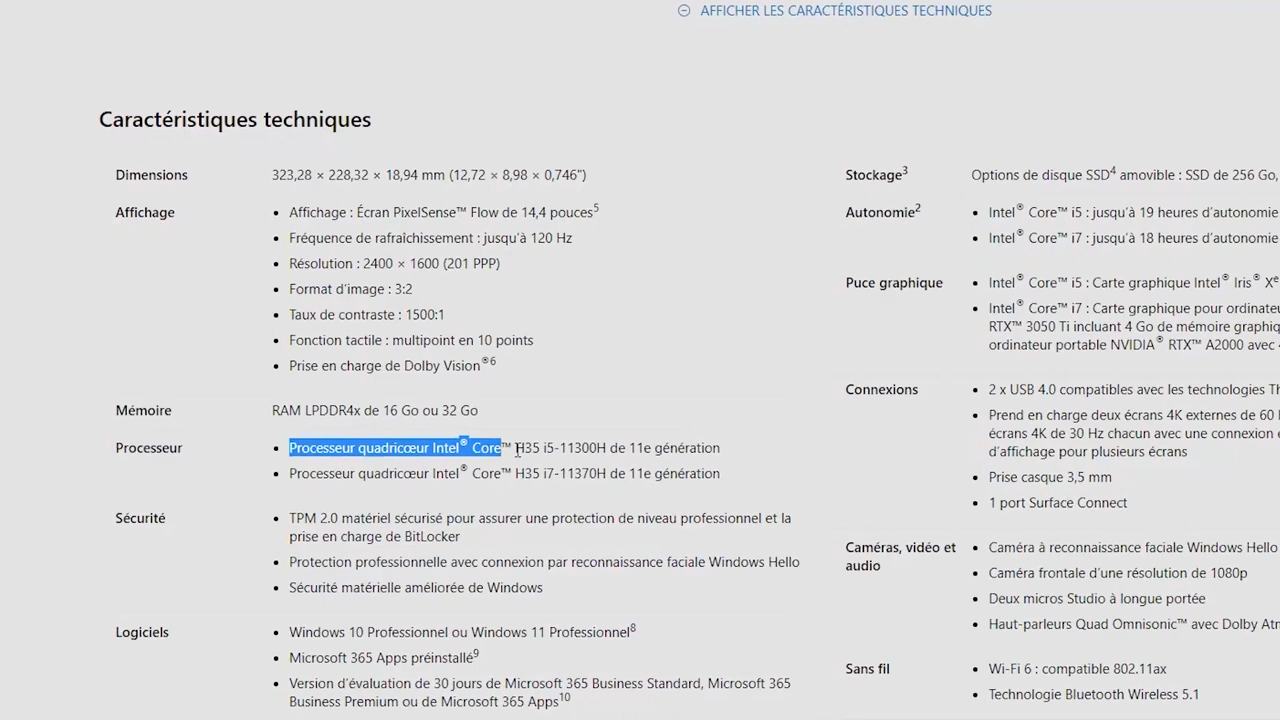 AFFICHER LES CARACTÉRISTIQUES TECHNIQUES
Caractéristiques techniques
Dimensions
323,28 × 228,32 × 18,94 mm (12,72 × 8,98 × 0,746")
Affichage
• Affichage : Écran PixelSense™ Flow de 14,4 pouces⁵
• Fréquence de rafraîchissement : jusqu'à 120 Hz
• Résolution : 2400 × 1600 (201 PPP)
• Format d'image : 3:2
• Taux de contraste : 1500:1
• Fonction tactile : multipoint en 10 points
• Prise en charge de Dolby Vision®⁶
Mémoire
RAM LPDDR4x de 16 Go ou 32 Go
Processeur
• Processeur quadricœur Intel® Core™ H35 i5-11300H de 11e génération
• Processeur quadricœur Intel® Core™ H35 i7-11370H de 11e génération
Sécurité
• TPM 2.0 matériel sécurisé pour assurer une protection de niveau professionnel et la
prise en charge de BitLocker
• Protection professionnelle avec connexion par reconnaissance faciale Windows Hello
• Sécurité matérielle améliorée de Windows
Logiciels
• Windows 10 Professionnel ou Windows 11 Professionnel⁸
• Microsoft 365 Apps préinstallé⁹
• Version d'évaluation de 30 jours de Microsoft 365 Business Standard, Microsoft 365
Business Premium ou de Microsoft 365 Apps¹⁰
Stockage³
Options de disque SSD⁴ amovible : SSD de 256 Go,
Autonomie²
• Intel® Core™ i5 : jusqu'à 19 heures d'autonomie
• Intel® Core™ i7 : jusqu'à 18 heures d'autonomie
Puce graphique
• Intel® Core™ i5 : Carte graphique Intel® Iris® Xᵉ
• Intel® Core™ i7 : Carte graphique pour ordinateu
RTX™ 3050 Ti incluant 4 Go de mémoire graphiq
ordinateur portable NVIDIA® RTX™ A2000 avec
Connexions
• 2 x USB 4.0 compatibles avec les technologies Th
• Prend en charge deux écrans 4K externes de 60
écrans 4K de 30 Hz chacun avec une connexion
d'affichage pour plusieurs écrans
• Prise casque 3,5 mm
• 1 port Surface Connect
Caméras, vidéo et
audio
• Caméra à reconnaissance faciale Windows Hello
• Caméra frontale d'une résolution de 1080p
• Deux micros Studio à longue portée
• Haut-parleurs Quad Omnisonic™ avec Dolby Atm
Sans fil
• Wi-Fi 6 : compatible 802.11ax
• Technologie Bluetooth Wireless 5.1